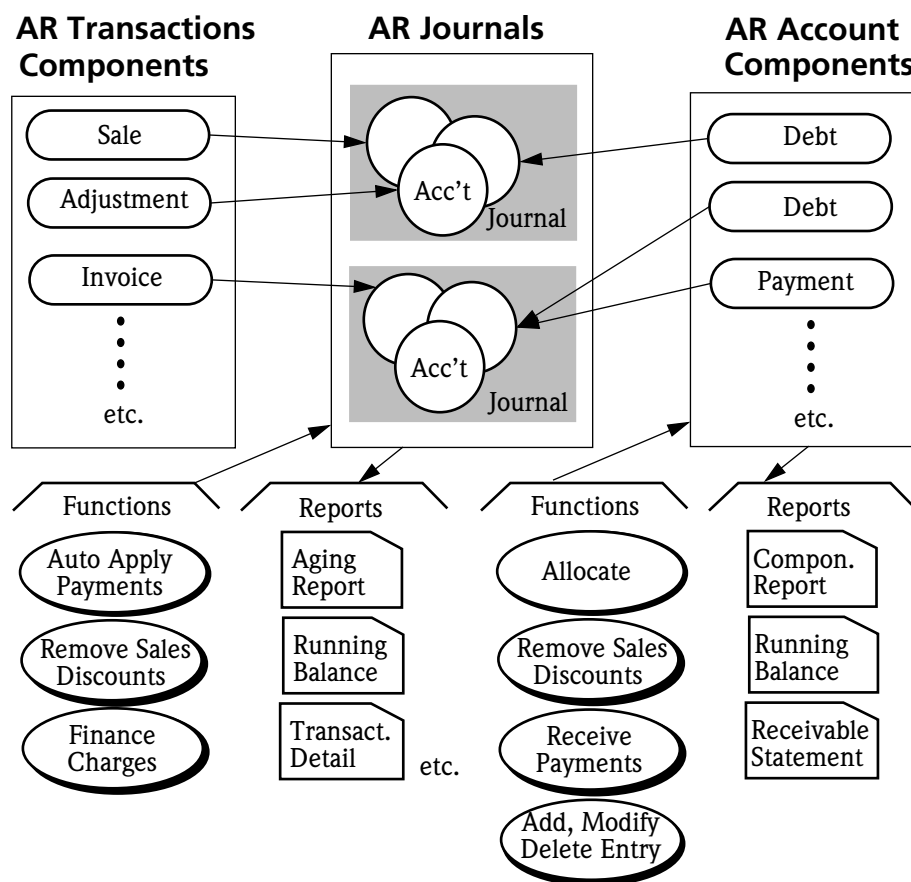 AR Transactions
Components
AR Journals
AR Account
Components
Sale
Adjustment
Invoice
etc.
Acc't
Journal
Acc't
Journal
Debt
Debt
Payment
etc.
Functions
Auto Apply
Payments
Remove Sales
Discounts
Finance
Charges
Reports
Aging
Report
Running
Balance
Transact.
Detail
etc.
Functions
Allocate
Remove Sales
Discounts
Receive
Payments
Add, Modify
Delete Entry
Reports
Compon.
Report
Running
Balance
Receivable
Statement